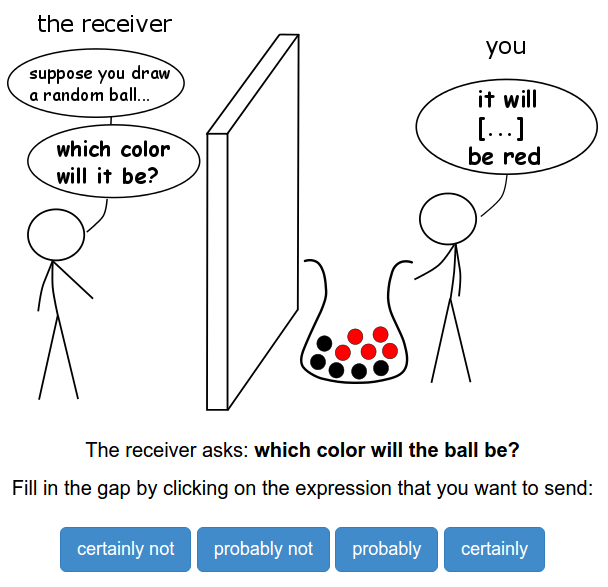 the receiver
suppose you draw
a random ball...
which color
will it be?
you
it will
[...]
be red
The receiver asks: which color will the ball be?
Fill in the gap by clicking on the expression that you want to send:
certainly not
probably not
probably
certainly